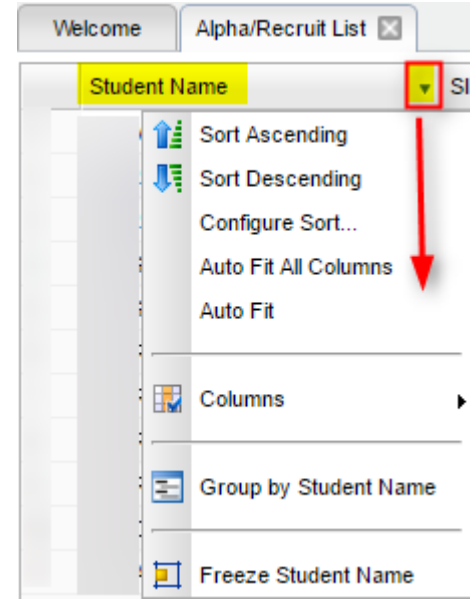 Welcome Alpha/Recruit List
Student Name
Sort Ascending
Sort Descending
Configure Sort...
Auto Fit All Columns
Auto Fit
Columns
Group by Student Name
Freeze Student Name